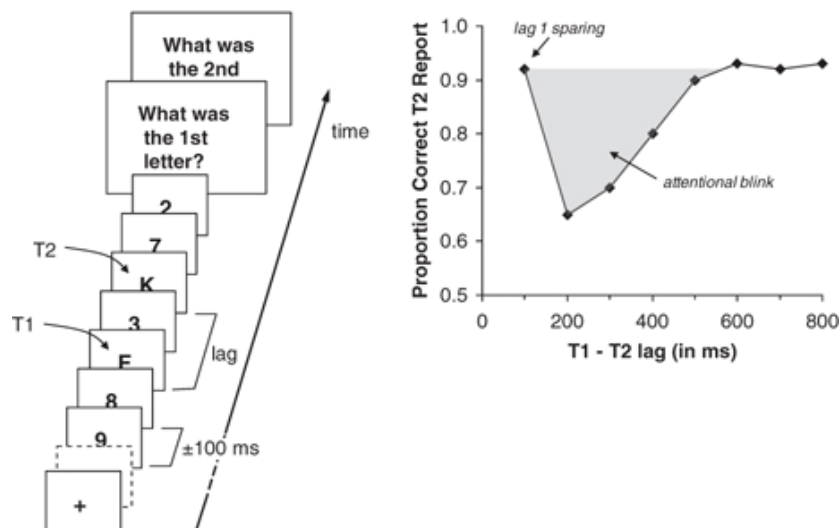 What was
the 2nd
What was
the 1st
letter?
time
2
7
T2
K
3
T1
F
lag
8
9
±100 ms
+
lag 1 sparing
1.0
0.9
0.8
0.7
0.6
0.5
attentional blink
Proportion Correct T2 Report
0
200
400
600
800
T1 - T2 lag (in ms)